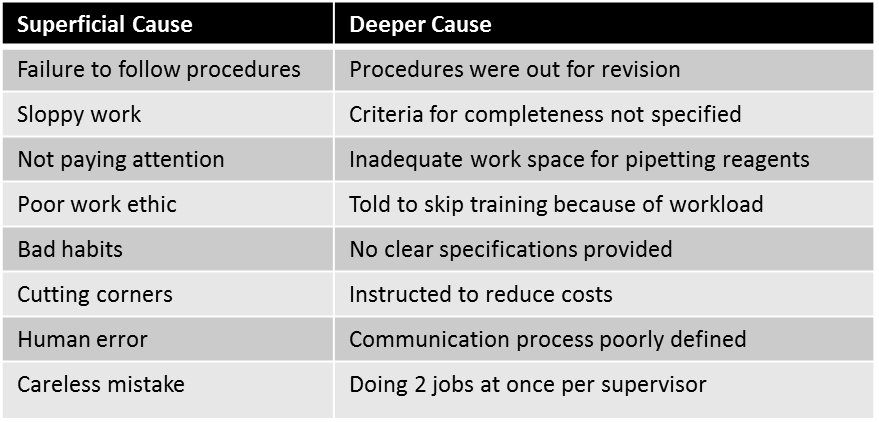 Superficial Cause Deeper Cause
Failure to follow procedures Procedures were out for revision
Sloppy work Criteria for completeness not specified
Not paying attention Inadequate work space for pipetting reagents
Poor work ethic Told to skip training because of workload
Bad habits No clear specifications provided
Cutting corners Instructed to reduce costs
Human error Communication process poorly defined
Careless mistake Doing 2 jobs at once per supervisor